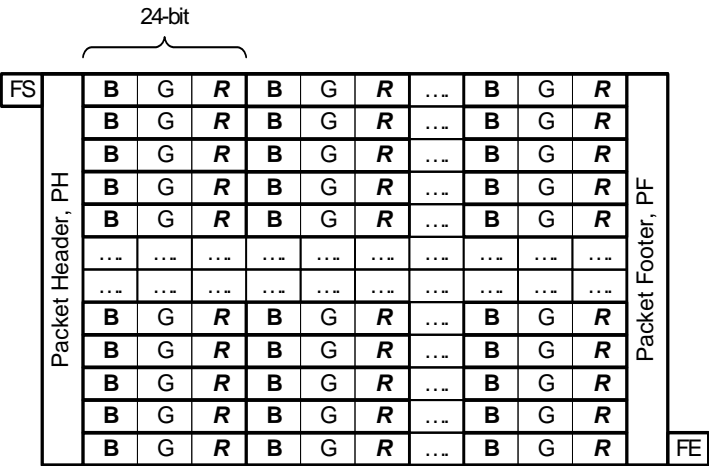 24-bit
FS B G R B G R .... B G R
B G R B G R .... B G R
B G R B G R .... B G R
B G R B G R .... B G R
B G R B G R .... B G R
.... .... .... .... .... .... .... .... .... ....
.... .... .... .... .... .... .... .... .... ....
B G R B G R .... B G R
B G R B G R .... B G R
B G R B G R .... B G R
B G R B G R .... B G R
B G R B G R .... B G R FE
Packet Header, PH
Packet Footer, PF